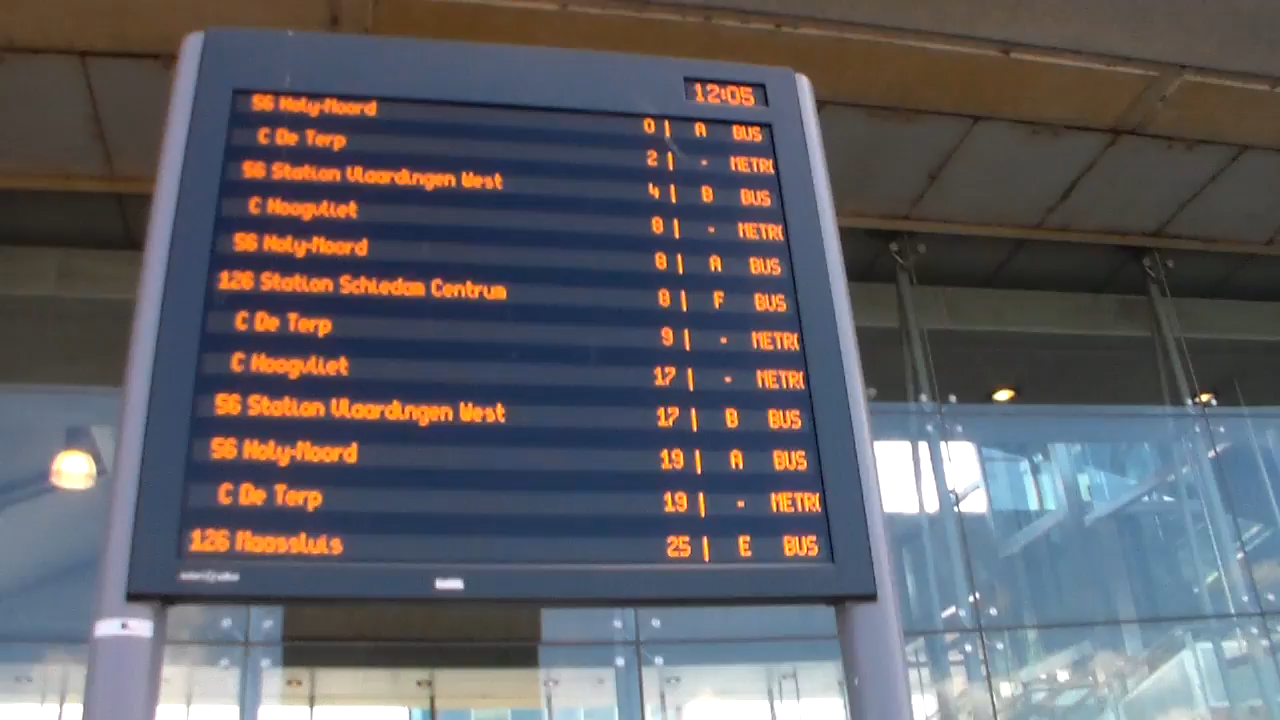 12:05
56 Holy-Noord 0| A BUS
C De Terp 2| - METRO
56 Station Vlaardingen West 4| B BUS
C Hoogvliet 8| - METRO
56 Holy-Noord 8| A BUS
126 Station Schiedam Centrum 8| F BUS
C De Terp 9| - METRO
C Hoogvliet 17| - METRO
56 Station Vlaardingen West 17| B BUS
56 Holy-Noord 19| A BUS
C De Terp 19| - METRO
126 Maassluis 25| E BUS